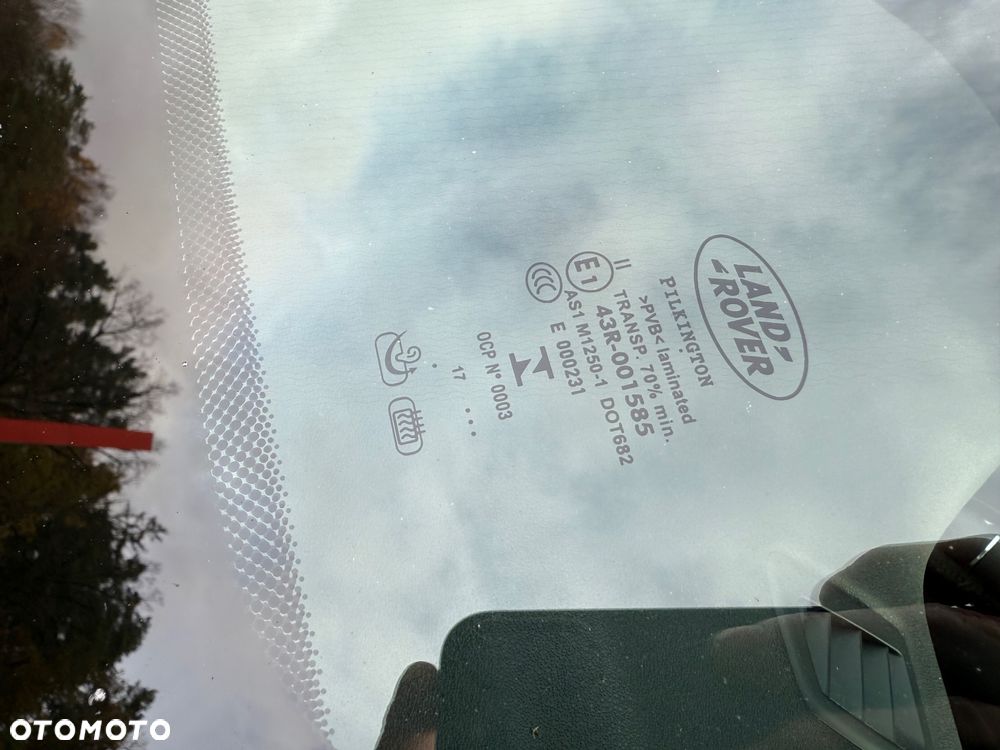 LAND-
-ROVER
PILKINGTON
>PVB< laminated
II TRANSP. 70% min.
E1 43R-001585
CCC AS1 M1250-1 DOT682
E 000231
OCP N° 0003
. 17 ...
OTOMOTO